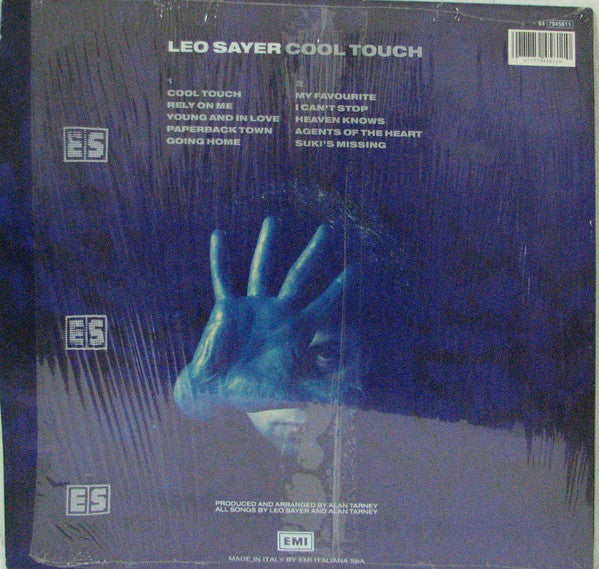 64 7945811
LEO SAYER COOL TOUCH
1
COOL TOUCH
RELY ON ME
YOUNG AND IN LOVE
PAPERBACK TOWN
GOING HOME
2
MY FAVOURITE
I CAN'T STOP
HEAVEN KNOWS
AGENTS OF THE HEART
SUKI'S MISSING
ES
ES
ES
PRODUCED AND ARRANGED BY ALAN TARNEY
ALL SONGS BY LEO SAYER AND ALAN TARNEY
EMI
MADE IN ITALY BY EMI ITALIANA SpA